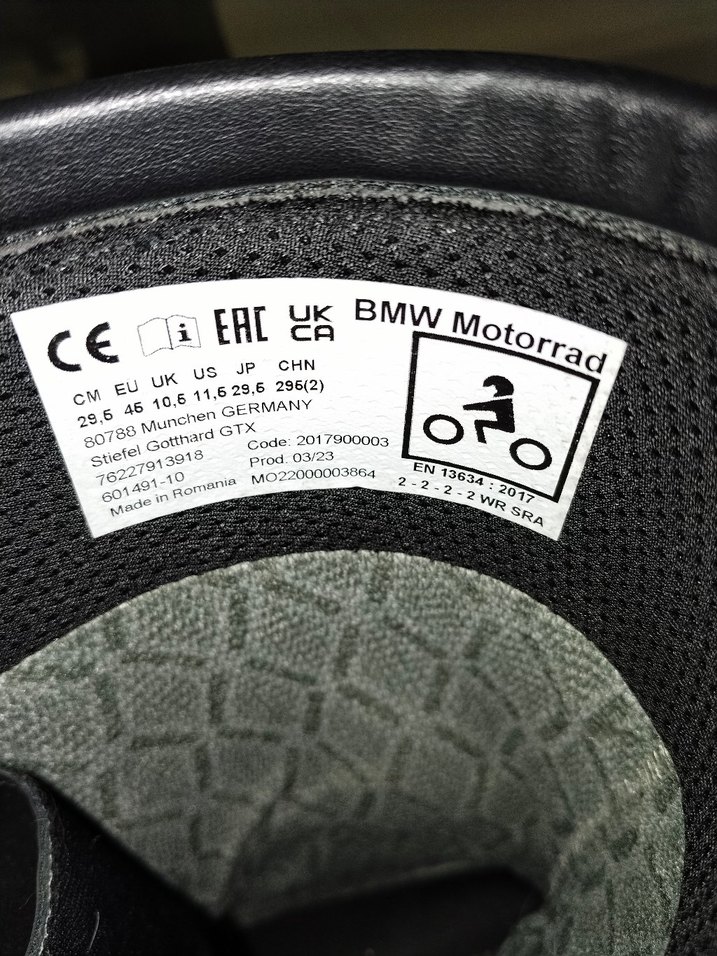 CE i EAC UK CA BMW Motorrad
CM EU UK US JP CHN
29,5 45 10,5 11,5 29,5 295(2)
80788 Munchen GERMANY
Stiefel Gotthard GTX
76227913918 Code: 2017900003
601491-10 Prod. 03/23
Made in Romania MO22000003864
EN 13634 : 2017
2 - 2 - 2 - 2 WR SRA